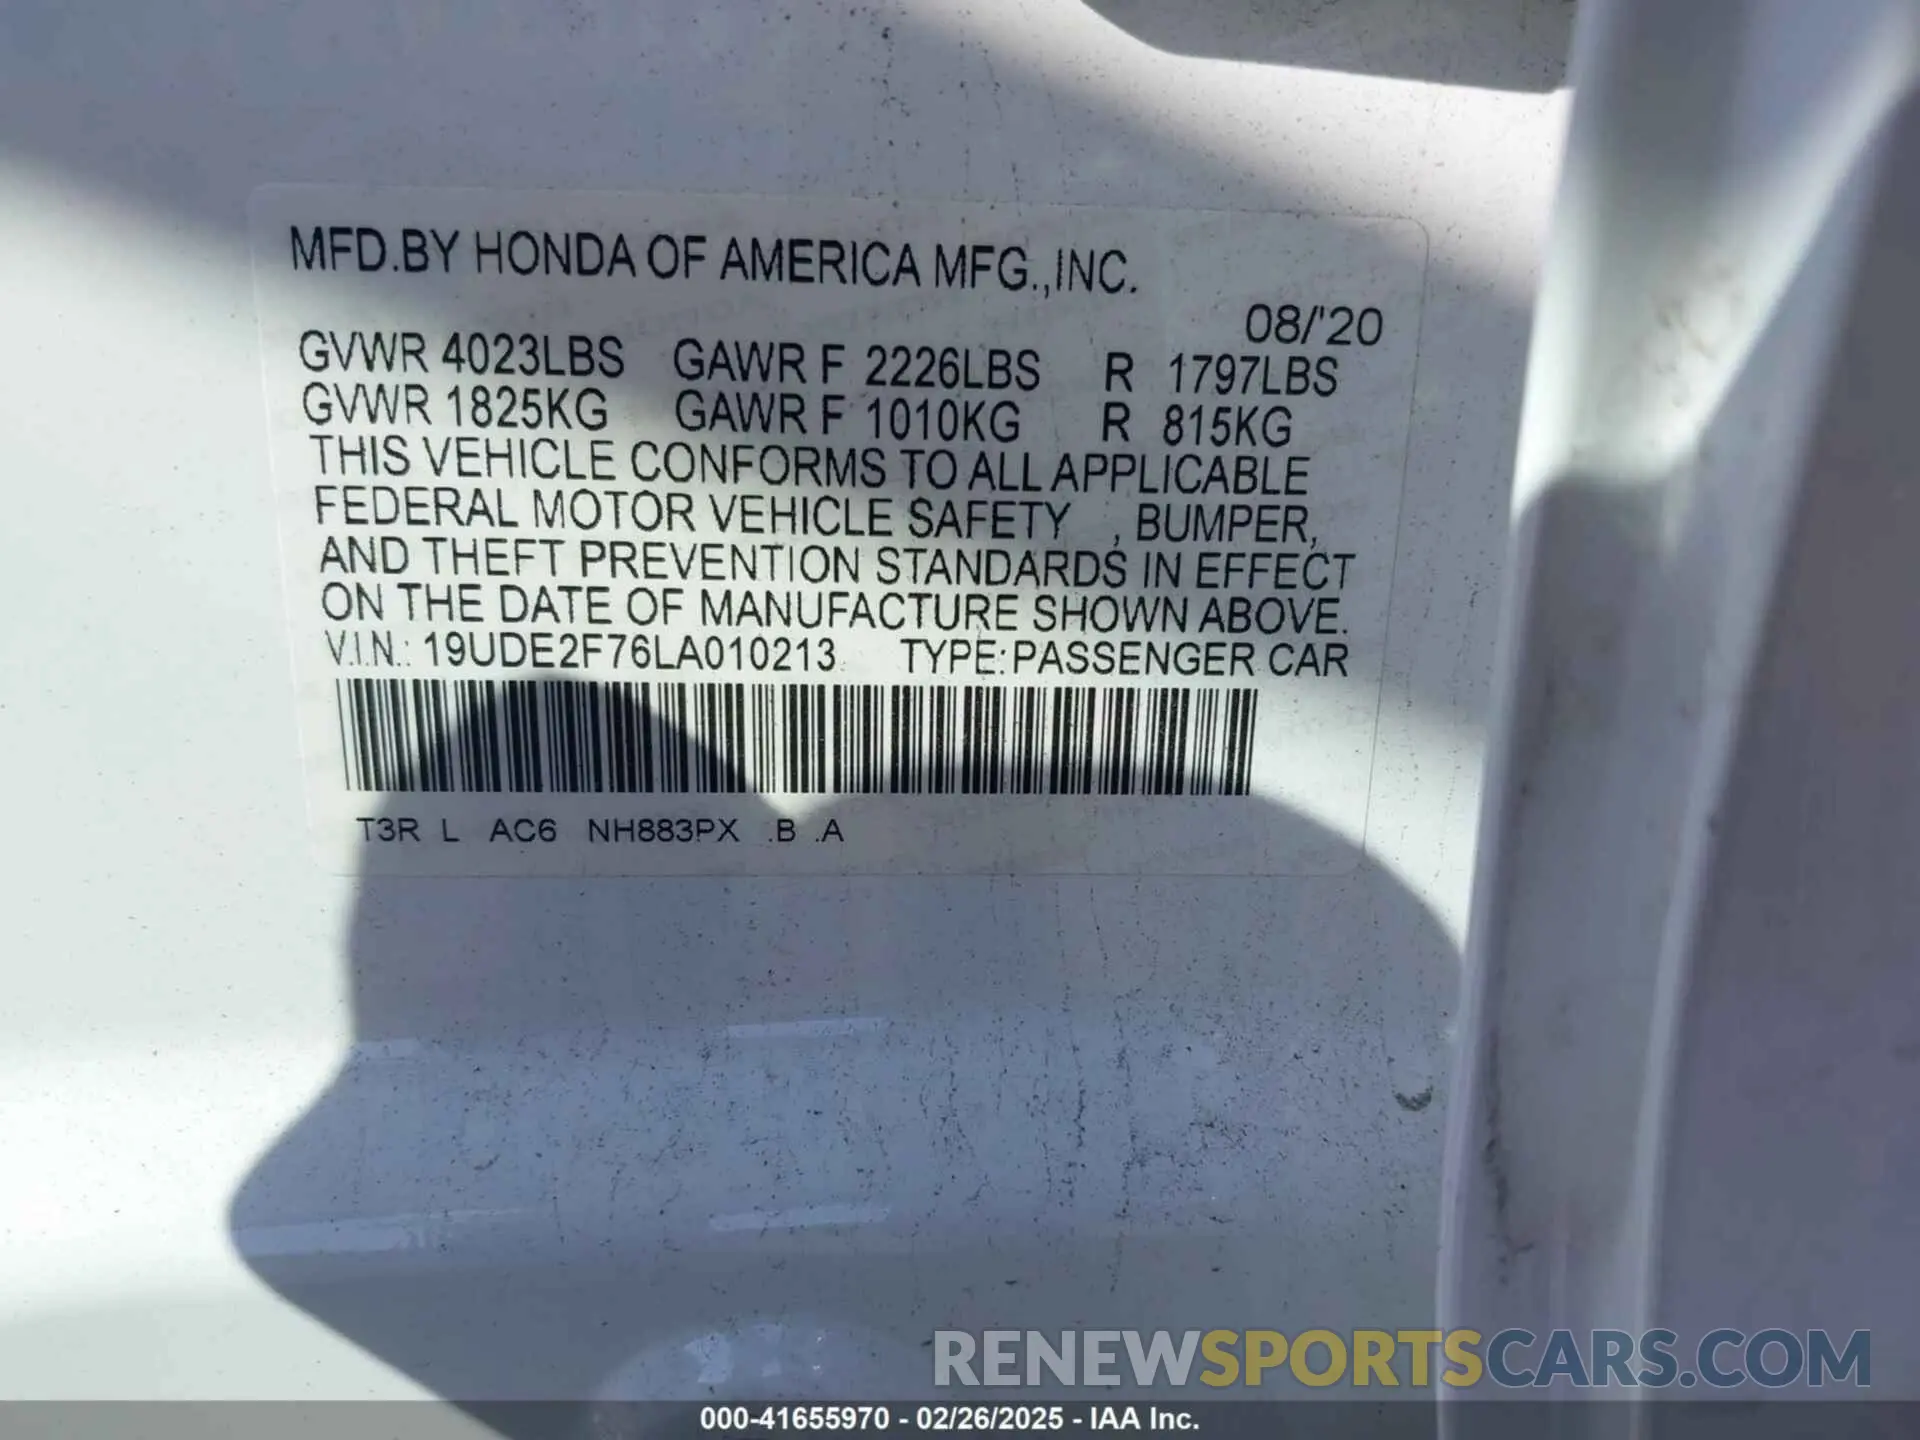 MFD.BY HONDA OF AMERICA MFG.,INC.
08/'20
GVWR 4023LBS GAWR F 2226LBS R 1797LBS
GVWR 1825KG GAWR F 1010KG R 815KG
THIS VEHICLE CONFORMS TO ALL APPLICABLE
FEDERAL MOTOR VEHICLE SAFETY , BUMPER,
AND THEFT PREVENTION STANDARDS IN EFFECT
ON THE DATE OF MANUFACTURE SHOWN ABOVE.
V.I.N.: 19UDE2F76LA010213 TYPE:PASSENGER CAR
T3R L AC6 NH883PX .B .A
RENEWSPORTSCARS.COM
000-41655970 - 02/26/2025 - IAA Inc.